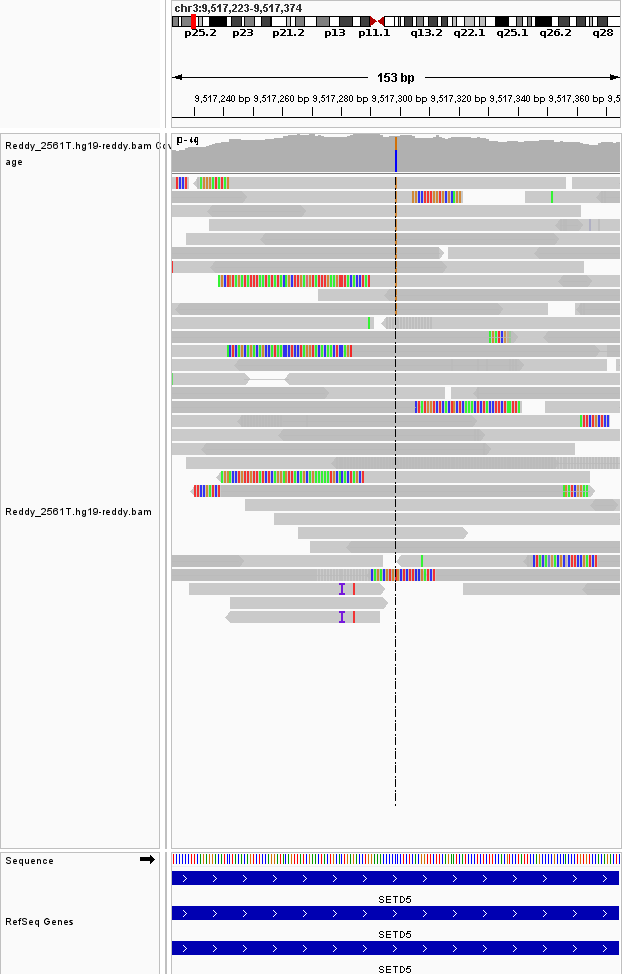 chr3:9,517,223-9,517,374
p25.2 p23 p21.2 p13 p11.1 q13.2 q22.1 q25.1 q26.2 q28
153 bp
9,517,240 bp 9,517,260 bp 9,517,280 bp 9,517,300 bp 9,517,320 bp 9,517,340 bp 9,517,360 bp 9,5
Reddy_2561T.hg19-reddy.bam Cov
age
Reddy_2561T.hg19-reddy.bam
Sequence
SETD5
RefSeq Genes
SETD5
SETD5